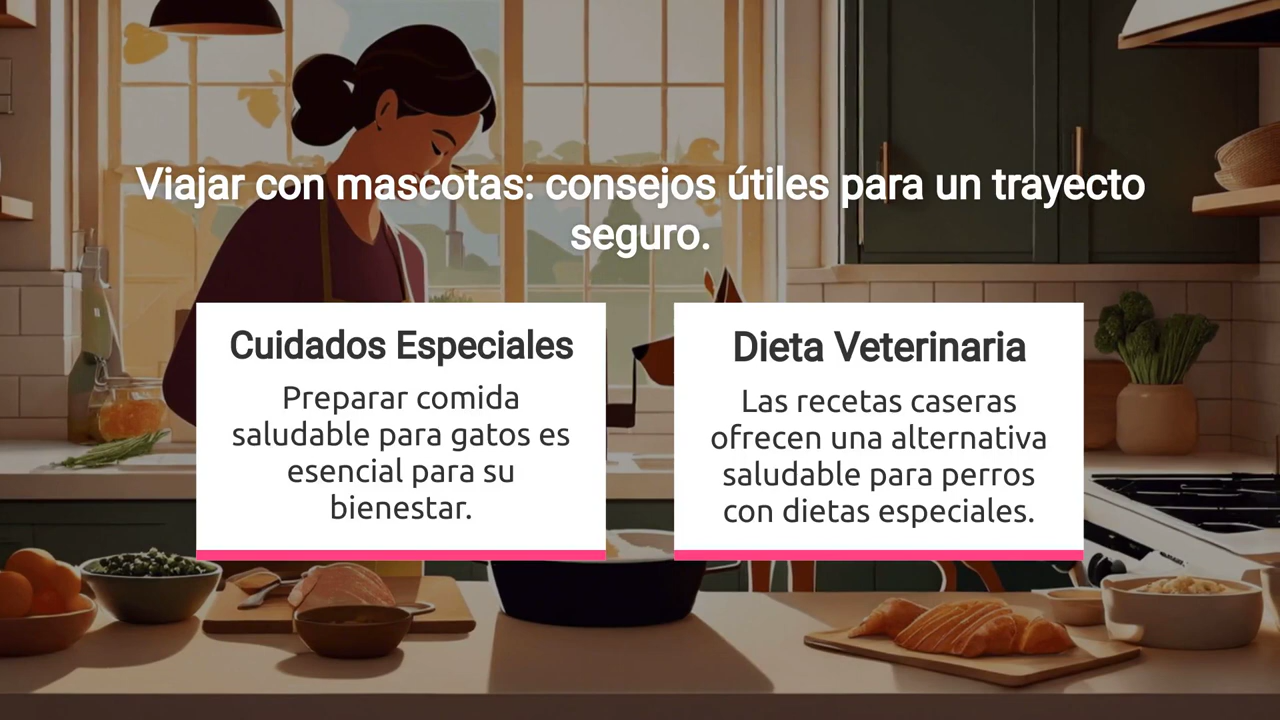 Viajar con mascotas: consejos útiles para un trayecto
seguro.
Cuidados Especiales
Preparar comida
saludable para gatos es
esencial para su
bienestar.
Dieta Veterinaria
Las recetas caseras
ofrecen una alternativa
saludable para perros
con dietas especiales.